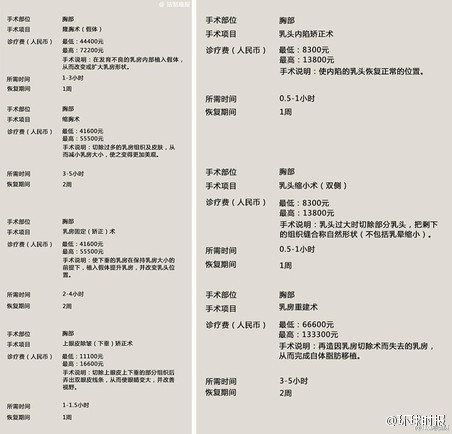 @ 法制晚报
手术部位 胸部
手术项目 隆胸术（假体）
诊疗费（人民币） 最低：44400元
最高：72200元
手术说明：在发育不良的乳房内部植入假体，
从而改变或扩大乳房形状。
所需时间 1-3小时
恢复期间 1周
手术部位 胸部
手术项目 缩胸术
诊疗费（人民币） 最低：41600元
最高：55500元
手术说明：切除过多的乳房组织及皮肤，从
而减小乳房大小，使之变得更加美观。
所需时间 3-5小时
恢复期间 2周
手术部位 胸部
手术项目 乳房固定（矫正）术
诊疗费（人民币） 最低：41600元
最高：55500元
手术说明：使下垂的乳房在保持乳房大小的
前提下，植入假体提升乳房，并改变乳头位
置。
所需时间 2-4小时
恢复期间 2周
手术部位 胸部
手术项目 上眼皮除皱（下垂）矫正术
诊疗费（人民币） 最低：11100元
最高：16600元
手术说明：切除上眼皮上下垂的部分组织后
弄出双眼皮线条，从而使眼睛变大，并改善
视野。
所需时间 1-1.5小时
恢复期间 1周
手术部位 胸部
手术项目 乳头内陷矫正术
诊疗费（人民币） 最低：8300元
最高：13800元
手术说明：使内陷的乳头恢复正常的位置。
所需时间 0.5-1小时
恢复期间 1周
手术部位 胸部
手术项目 乳头缩小术（双侧）
诊疗费（人民币） 最低：8300元
最高：13800元
手术说明：乳头过大时切除部分乳头，把剩下
的组织缝合称自然形状（不包括乳晕缩小）。
所需时间 0.5-1小时
恢复期间 1周
手术部位 胸部
手术项目 乳房重建术
诊疗费（人民币） 最低：66600元
最高：133300元
手术说明：再造因乳房切除术而失去的乳房，
从而完成自体脂肪移植。
所需时间 3-5小时
恢复期间 2周
@环球时报